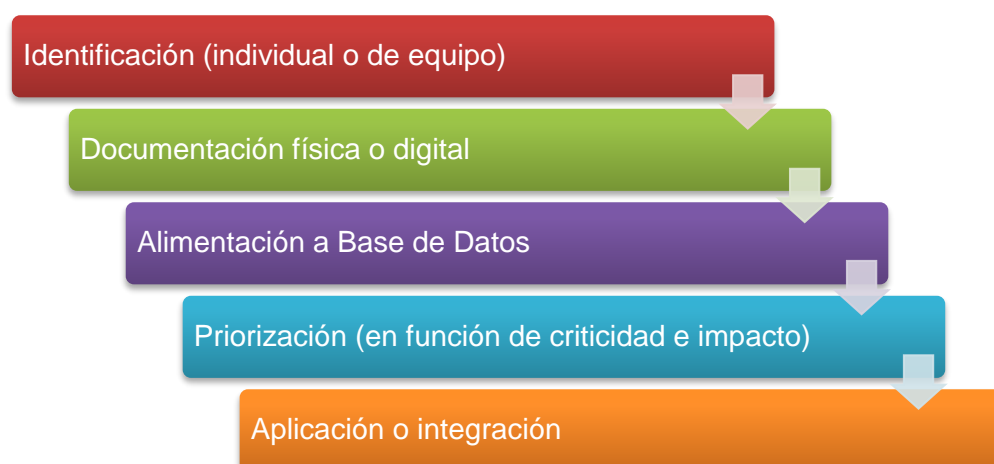 Identificación (individual o de equipo)
Documentación física o digital
Alimentación a Base de Datos
Priorización (en función de criticidad e impacto)
Aplicación o integración